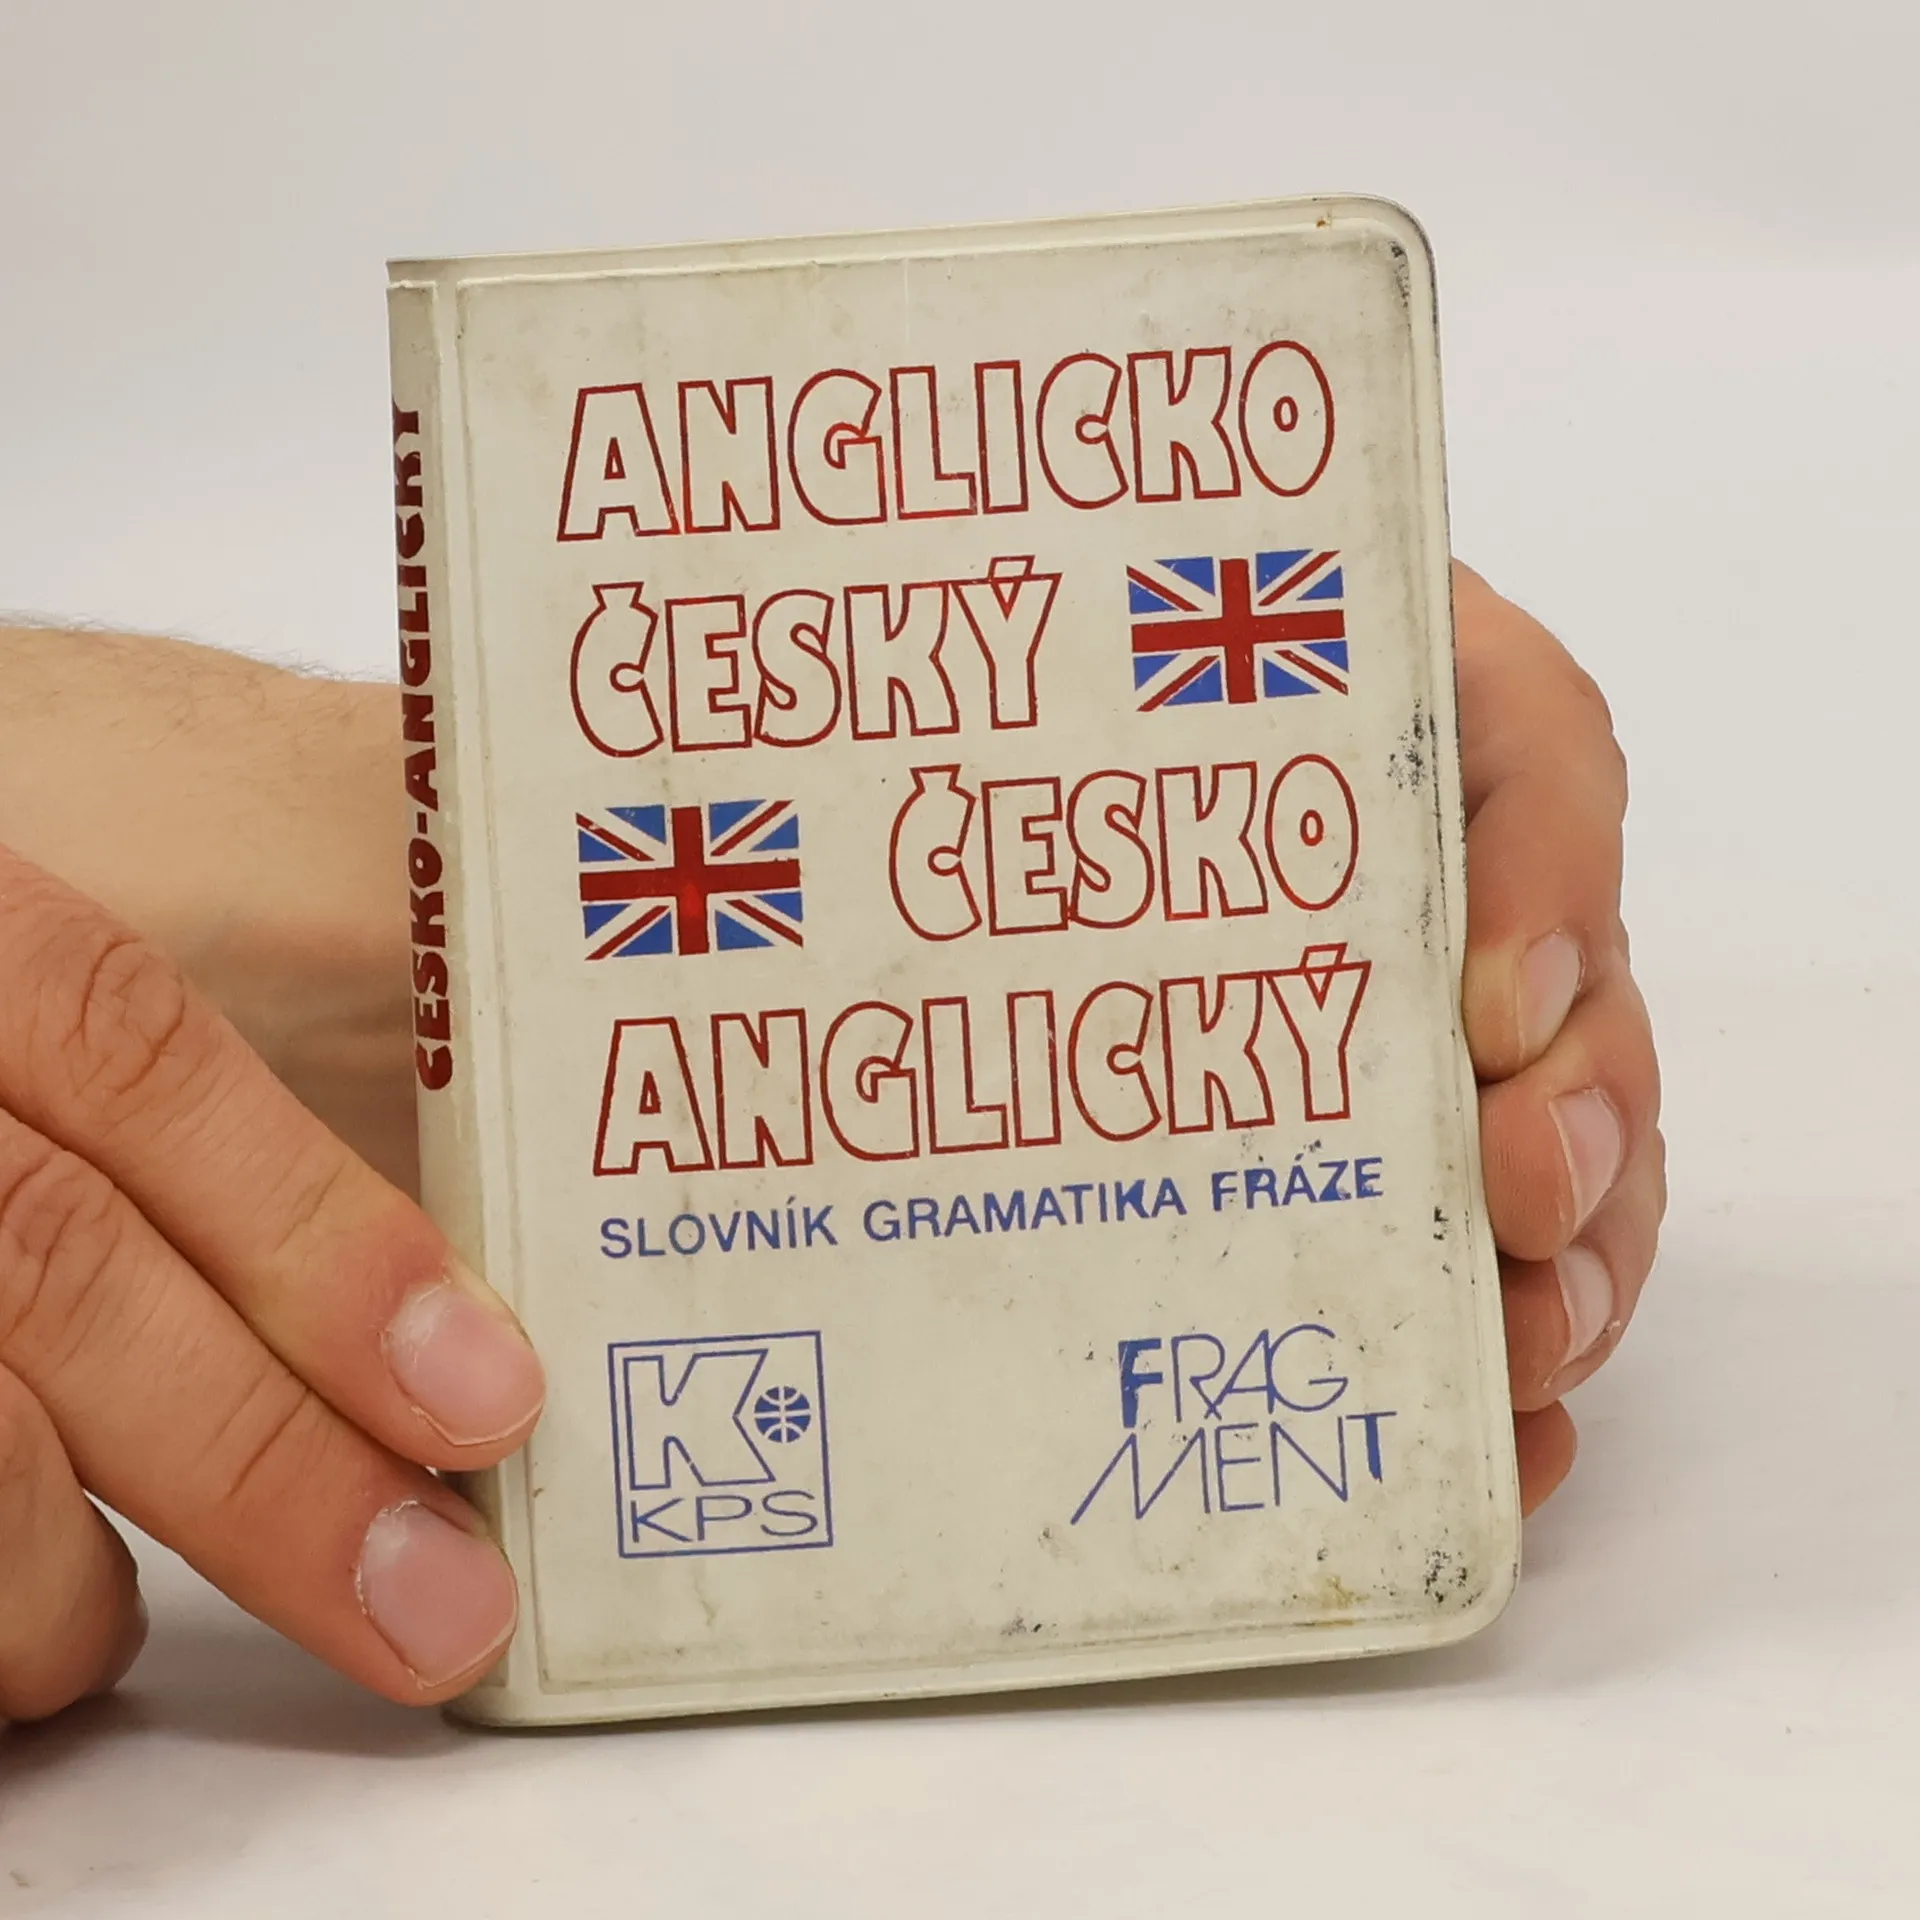 ANGLICKO
ČESKÝ
ČESKO
ANGLICKÝ
SLOVNÍK GRAMATIKA FRÁZE
K
KPS
FRAG
MENT
ČESKO-ANGLICKÝ